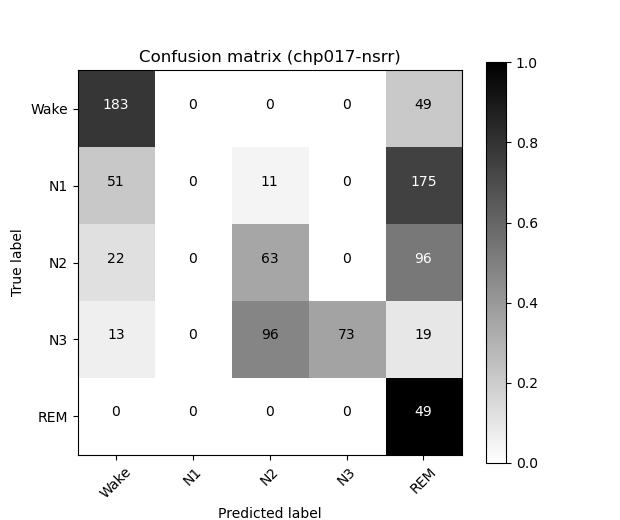 Confusion matrix (chp017-nsrr)
True label
Wake 183 0 0 0 49
N1 51 0 11 0 175
N2 22 0 63 0 96
N3 13 0 96 73 19
REM 0 0 0 0 49
Wake N1 N2 N3 REM
Predicted label
1.0
0.8
0.6
0.4
0.2
0.0